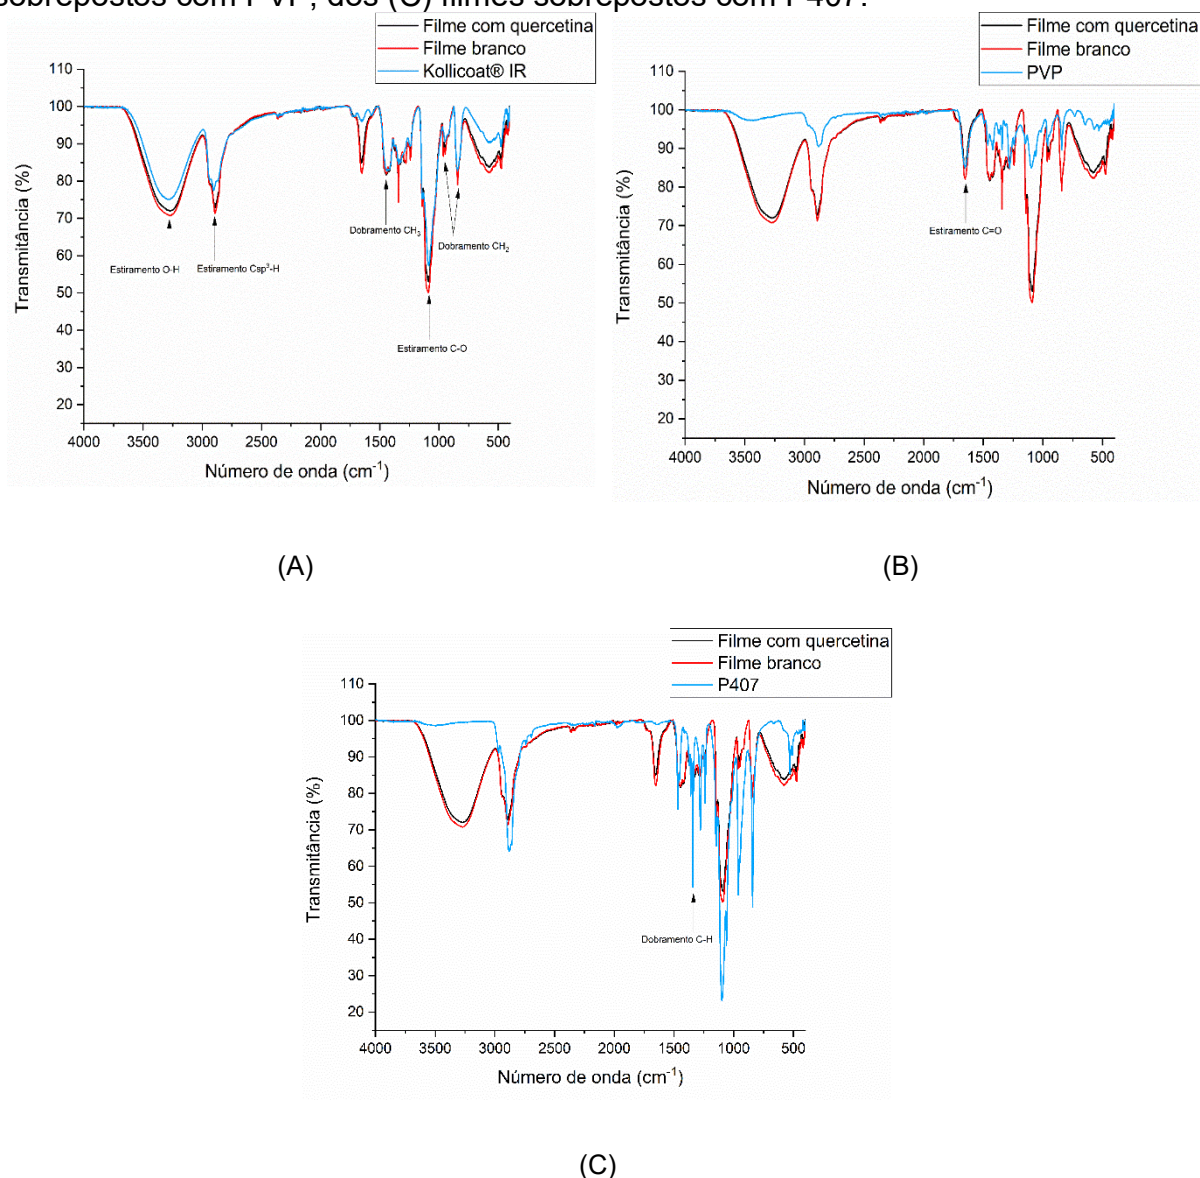 sobrepostos com PVP, dos (C) filmes sobrepostos com P407.
Filme com quercetina
Filme branco
Kollicoat® IR
110
100
90
80
70
60
50
40
30
20
Transmitância (%)
Estiramento O-H
Estiramento Csp³-H
Dobramento CH₃
Dobramento CH₂
Estiramento C-O
4000 3500 3000 2500 2000 1500 1000 500
Número de onda (cm⁻¹)
(A)
Filme com quercetina
Filme branco
PVP
110
100
90
80
70
60
50
40
30
20
Transmitância (%)
Estiramento C=O
4000 3500 3000 2500 2000 1500 1000 500
Número de onda (cm⁻¹)
(B)
Filme com quercetina
Filme branco
P407
110
100
90
80
70
60
50
40
30
20
Transmitância (%)
Dobramento C-H
4000 3500 3000 2500 2000 1500 1000 500
Número de onda (cm⁻¹)
(C)